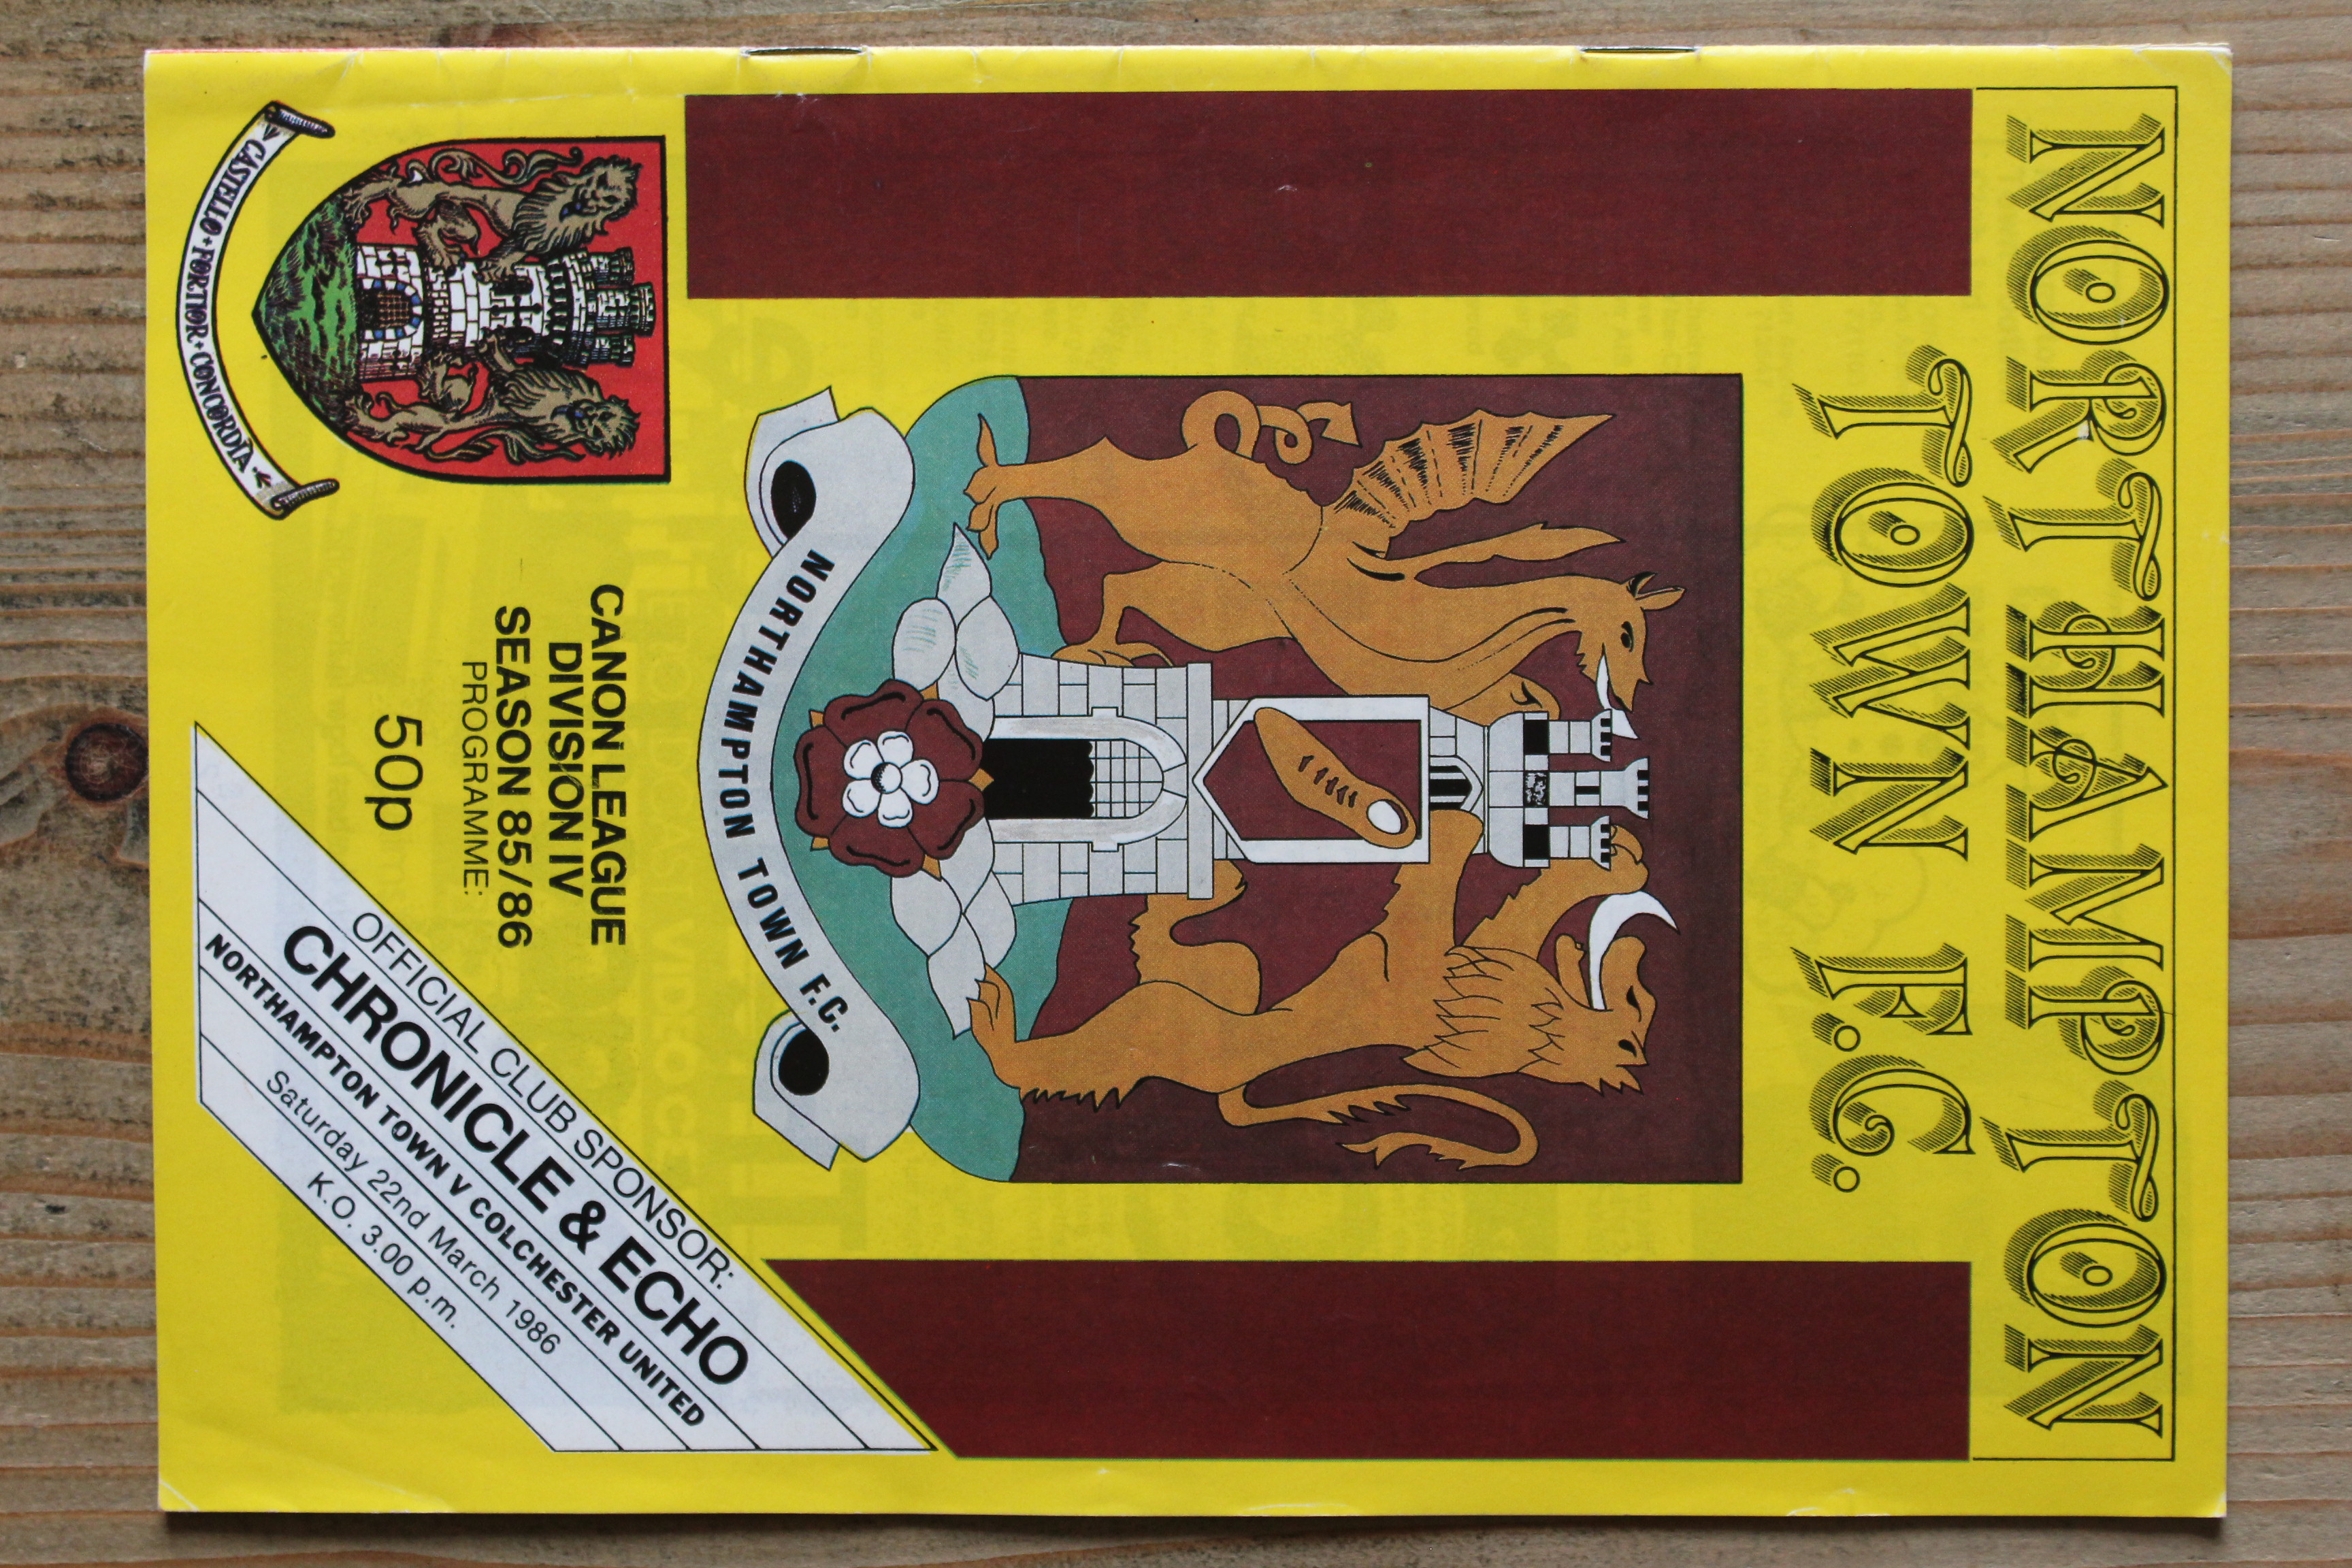 NORTHAMPTON
TOWN F.C.
NORTHAMPTON TOWN F.C.
CANON LEAGUE
DIVISION IV
SEASON 85/86
PROGRAMME:
50p
CASTELLO · FORTIOR · CONCORDIA
OFFICIAL CLUB SPONSOR:
CHRONICLE & ECHO
NORTHAMPTON TOWN V COLCHESTER UNITED
Saturday 22nd March 1986
K.O. 3.00 p.m.